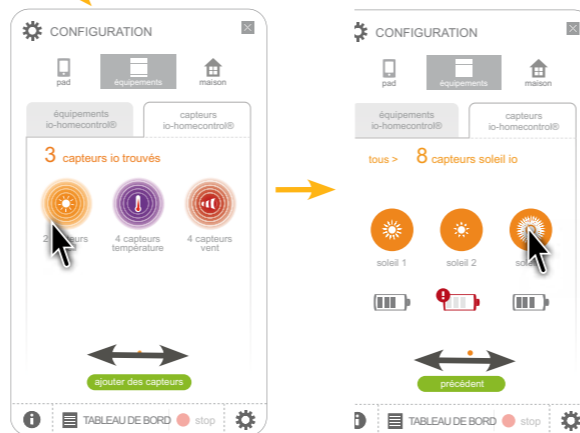 CONFIGURATION
pad
équipements
maison
équipements
io-homecontrol®
capteurs
io-homecontrol®
3 capteurs io trouvés
4 capteurs
température
4 capteurs
vent
ajouter des capteurs
TABLEAU DE BORD
stop
CONFIGURATION
pad
équipements
maison
équipements
io-homecontrol®
capteurs
io-homecontrol®
tous > 8 capteurs soleil io
soleil 1
soleil 2
précédent
TABLEAU DE BORD
stop